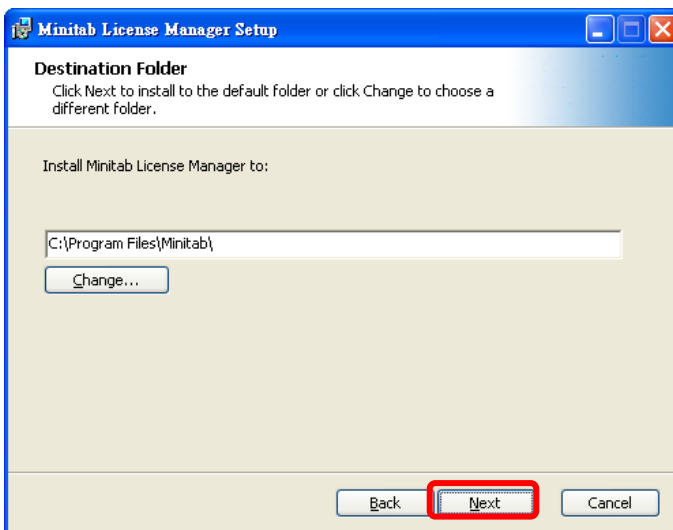 Minitab License Manager Setup
Destination Folder
Click Next to install to the default folder or click Change to choose a
different folder.
Install Minitab License Manager to:
C:\Program Files\Minitab\
Change...
Back Next Cancel